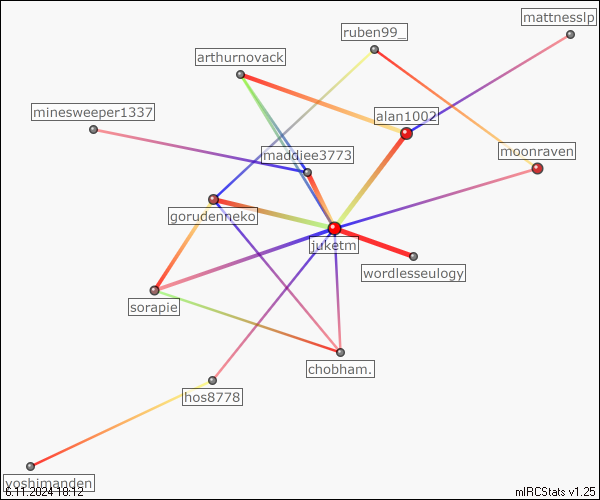 mattnesslp
ruben99_
arthurnovack
minesweeper1337
alan1002
maddiee3773
moonraven
gorudenneko
juketm
wordlesseulogy
sorapie
chobham.
hos8778
yoshimanden
6.11.2024 18:12
mIRCStats v1.25